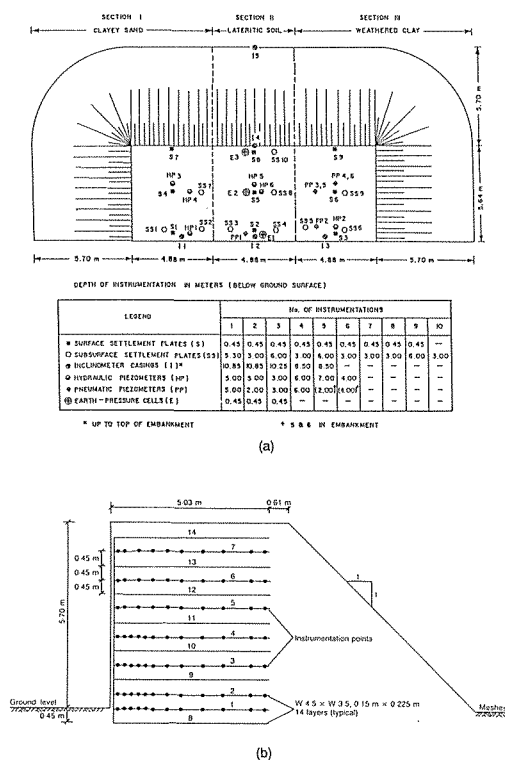 SECTION I SECTION II SECTION III
CLAYEY SAND LATERITIC SOIL WEATHERED CLAY
I5
5.70 m
I4
S7 E3 S8 SS10 S9
HP3 HP5 PP4,6
SS7 HP6 PP3,5
S4 HP4 E2 S5 SS8 S6 SS9
5.64 m
SS1 S1 HP1 SS2 SS3 S2 SS4 SS5 PP2 HP2 SS6
PP1 E1 S3
I1 I2 I3
5.70 m 4.88 m 4.88 m 4.88 m 5.70 m
DEPTH OF INSTRUMENTATION IN METERS (BELOW GROUND SURFACE)
LEGEND No. OF INSTRUMENTATIONS
1 2 3 4 5 6 7 8 9 10
SURFACE SETTLEMENT PLATES (S) 0.45 0.45 0.45 0.45 0.45 0.45 0.45 0.45 0.45 —
SUBSURFACE SETTLEMENT PLATES (SS) 5.30 3.00 6.00 3.00 6.00 3.00 3.00 3.00 6.00 3.00
INCLINOMETER CASINGS (I)* 10.85 10.85 10.25 8.50 8.50 — — — — —
HYDRAULIC PIEZOMETERS (HP) 5.00 5.00 3.00 6.00 7.00 4.00 — — — —
PNEUMATIC PIEZOMETERS (PP) 5.00 2.00 3.00 6.00 (2.00)† (4.00)† — — — —
EARTH-PRESSURE CELLS (E) 0.45 0.45 0.45 — — — — — — —
* UP TO TOP OF EMBANKMENT † 5 & 6 IN EMBANKMENT
(a)
5.03 m 0.61 m
14
7
0.45 m 13
0.45 m 6
0.45 m 12
5
5.70 m 11
4 Instrumentation points
10
3
9
2
1
8
1
1
Ground level
0.45 m
W 4.5 × W 3.5, 0.15 m × 0.225 m
14 layers (typical)
Meshes
(b)